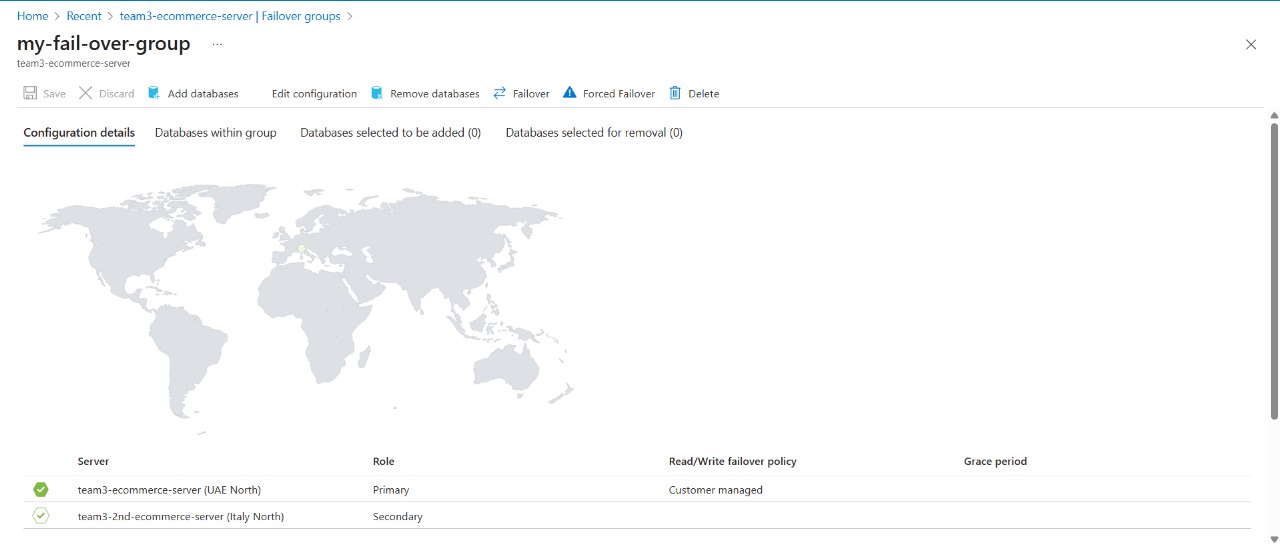 Home > Recent > team3-ecommerce-server | Failover groups >
my-fail-over-group ...
team3-ecommerce-server
Save Discard Add databases Edit configuration Remove databases Failover Forced Failover Delete
Configuration details Databases within group Databases selected to be added (0) Databases selected for removal (0)
Server Role Read/Write failover policy Grace period
team3-ecommerce-server (UAE North) Primary Customer managed
team3-2nd-ecommerce-server (Italy North) Secondary